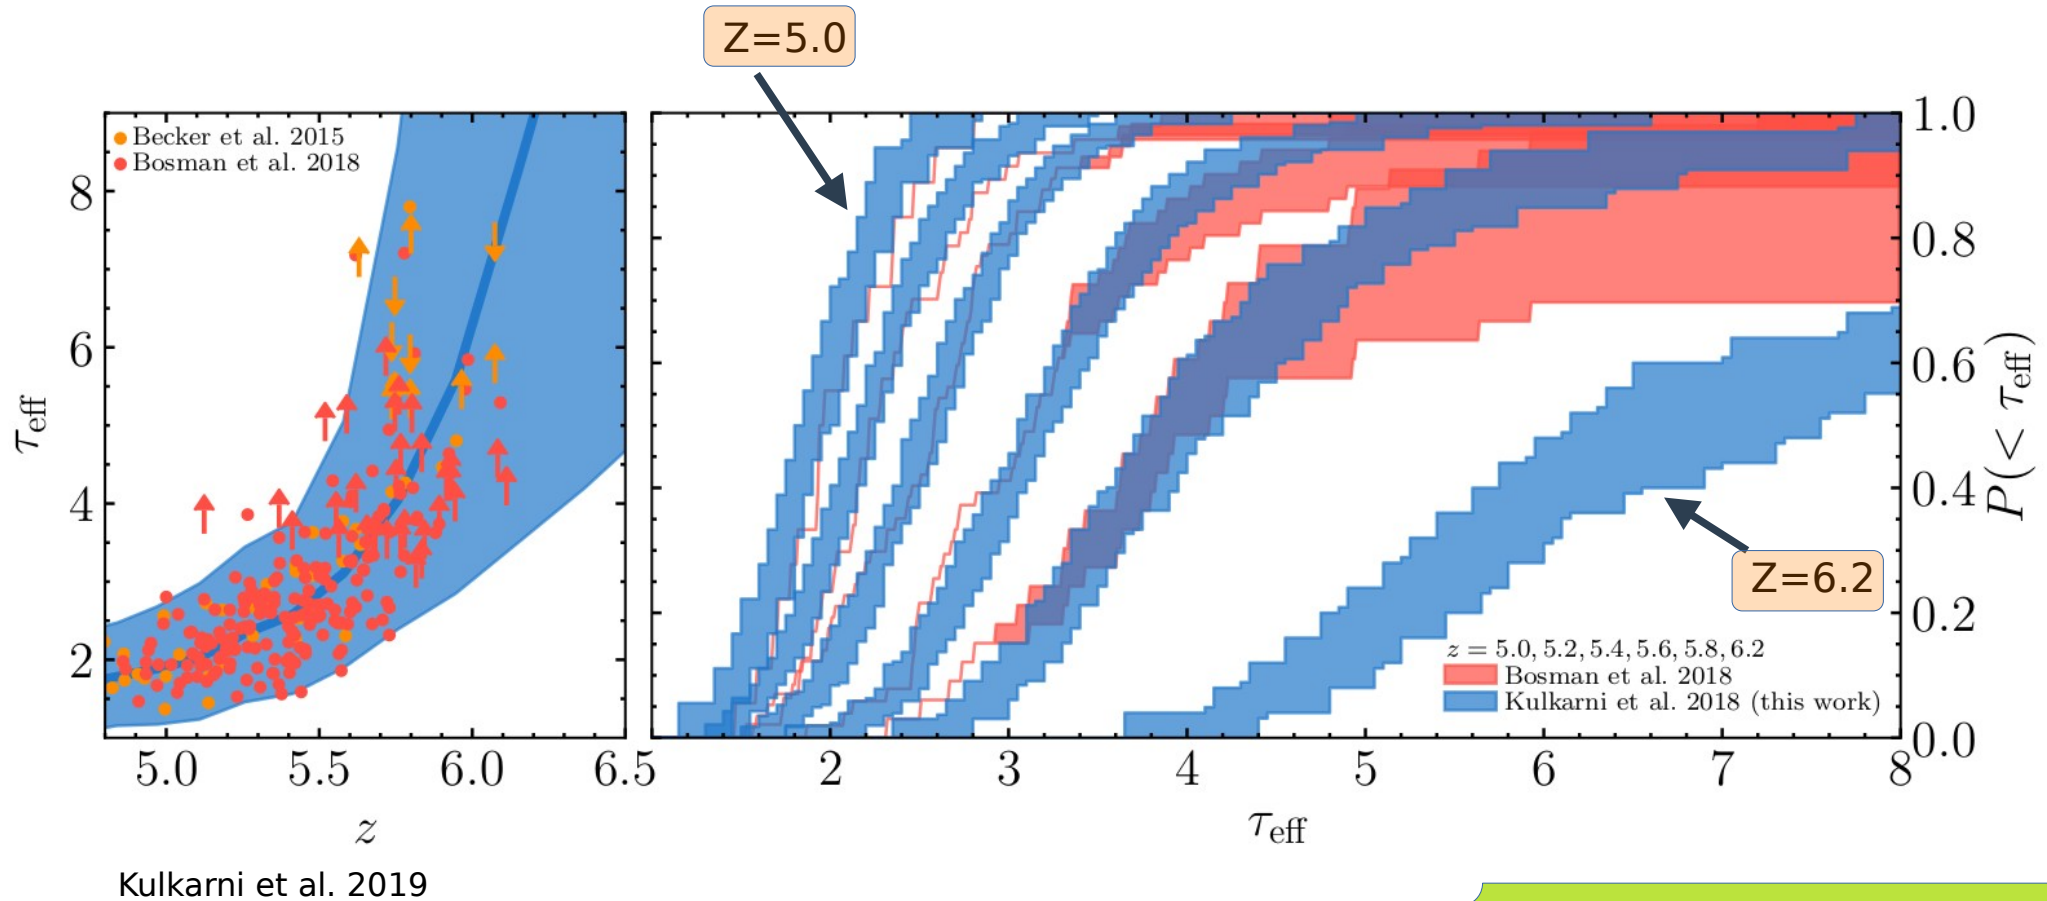 Z=5.0
Becker et al. 2015
Bosman et al. 2018
8
6
4
2
τeff
5.0 5.5 6.0 6.5
z
1.0
0.8
0.6
0.4
0.2
0.0
P(< τeff)
Z=6.2
z = 5.0, 5.2, 5.4, 5.6, 5.8, 6.2
Bosman et al. 2018
Kulkarni et al. 2018 (this work)
2 3 4 5 6 7 8
τeff
Kulkarni et al. 2019